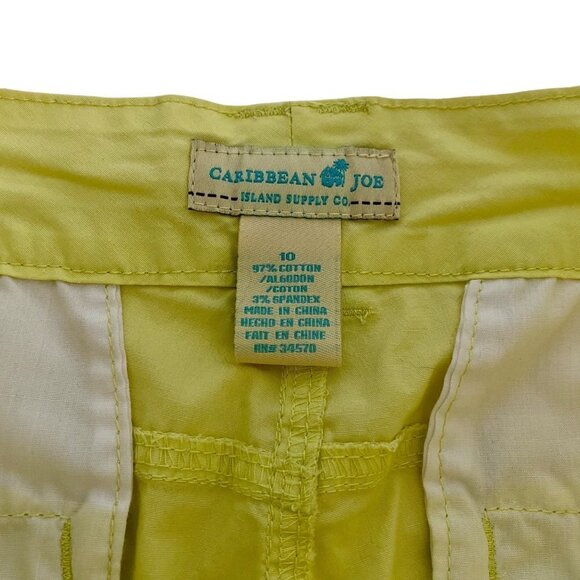 CARIBBEAN JOE
ISLAND SUPPLY CO.
10
97% COTTON
/ALGODON
/COTON
3% SPANDEX
MADE IN CHINA
HECHO EN CHINA
FAIT EN CHINE
RN# 34570